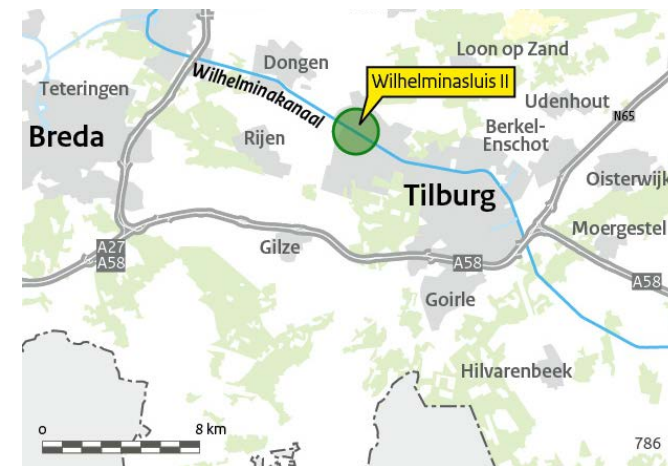 Loon op Zand
Dongen
Teteringen
Wilhelminakanaal
Wilhelminasluis II
Udenhout
N65
Breda
Rijen
Berkel-
Enschot
Oisterwijk
Tilburg
Moergestel
A27
A58
Gilze
A58
A58
Goirle
Hilvarenbeek
0
8 km
786